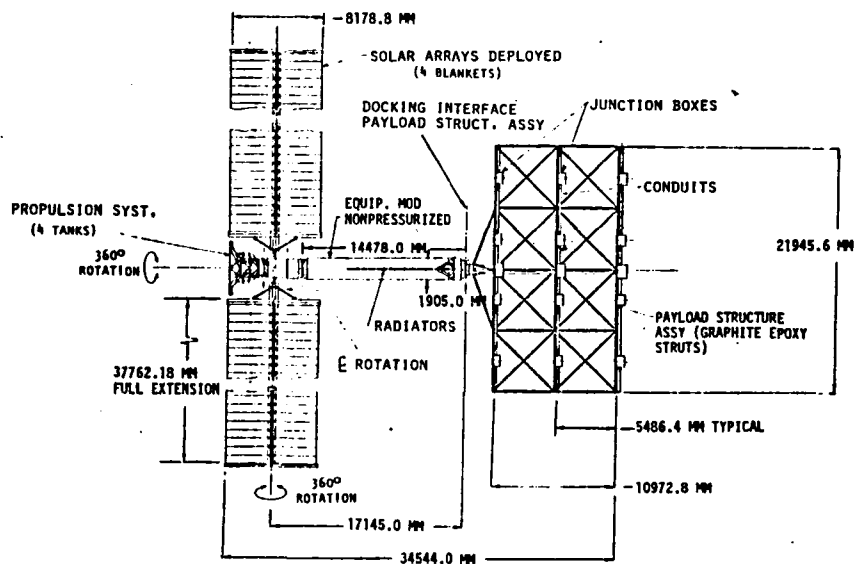 -8178.8 MM
SOLAR ARRAYS DEPLOYED
(4 BLANKETS)
DOCKING INTERFACE
PAYLOAD STRUCT. ASSY
JUNCTION BOXES
EQUIP. MOD
NONPRESSURIZED
CONDUITS
PROPULSION SYST.
(4 TANKS)
14478.0 MM
21945.6 MM
360°
ROTATION
1905.0 MM
RADIATORS
PAYLOAD STRUCTURE
ASSY (GRAPHITE EPOXY
STRUTS)
℄ ROTATION
37762.18 MM
FULL EXTENSION
5486.4 MM TYPICAL
360°
ROTATION
10972.8 MM
17145.0 MM
34544.0 MM